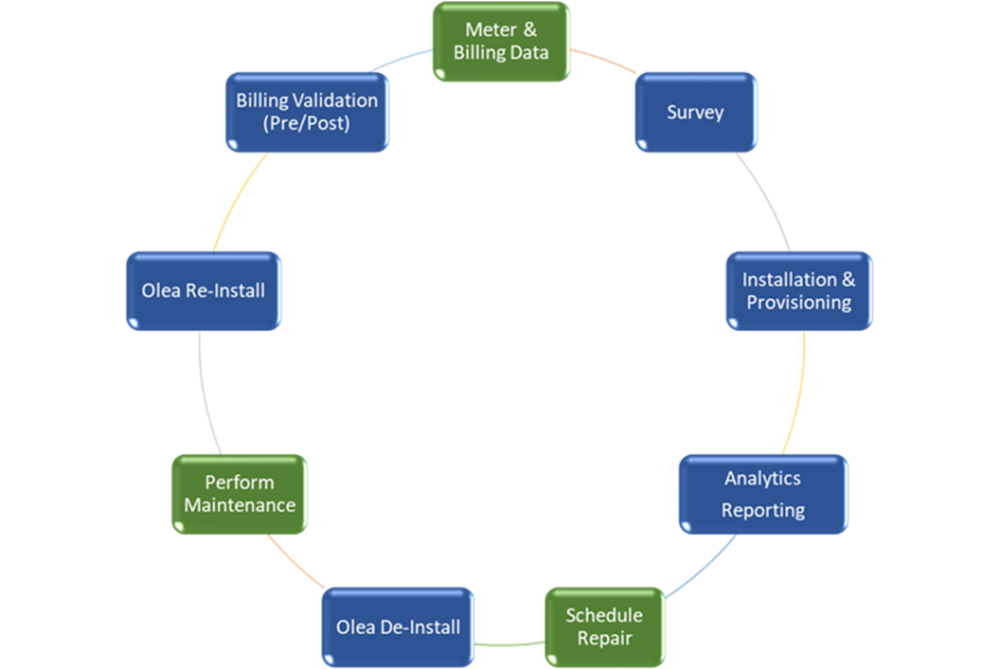 Meter &
Billing Data
Survey
Installation &
Provisioning
Analytics
Reporting
Schedule
Repair
Olea De-Install
Perform
Maintenance
Olea Re-Install
Billing Validation
(Pre/Post)